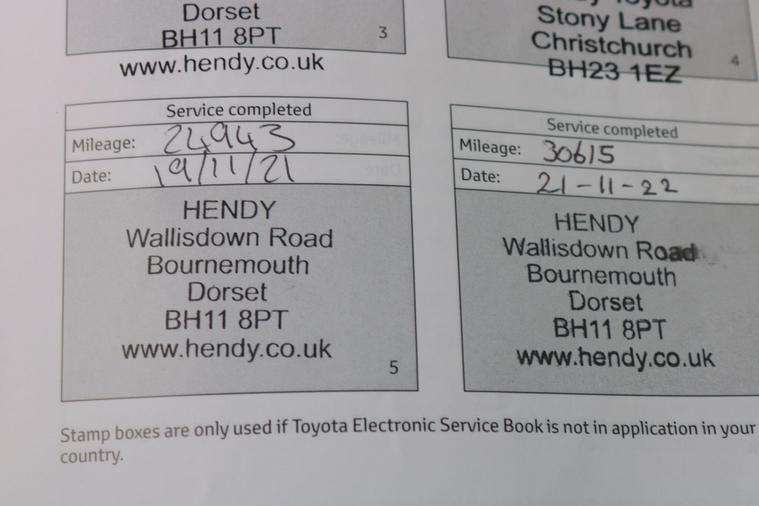 Dorset
BH11 8PT
3
www.hendy.co.uk
Stony Lane
Christchurch
BH23 1EZ
4
Service completed
Mileage: 24943
Date: 19/11/21
HENDY
Wallisdown Road
Bournemouth
Dorset
BH11 8PT
www.hendy.co.uk
5
Service completed
Mileage: 30615
Date: 21-11-22
HENDY
Wallisdown Road
Bournemouth
Dorset
BH11 8PT
www.hendy.co.uk
Stamp boxes are only used if Toyota Electronic Service Book is not in application in your
country.